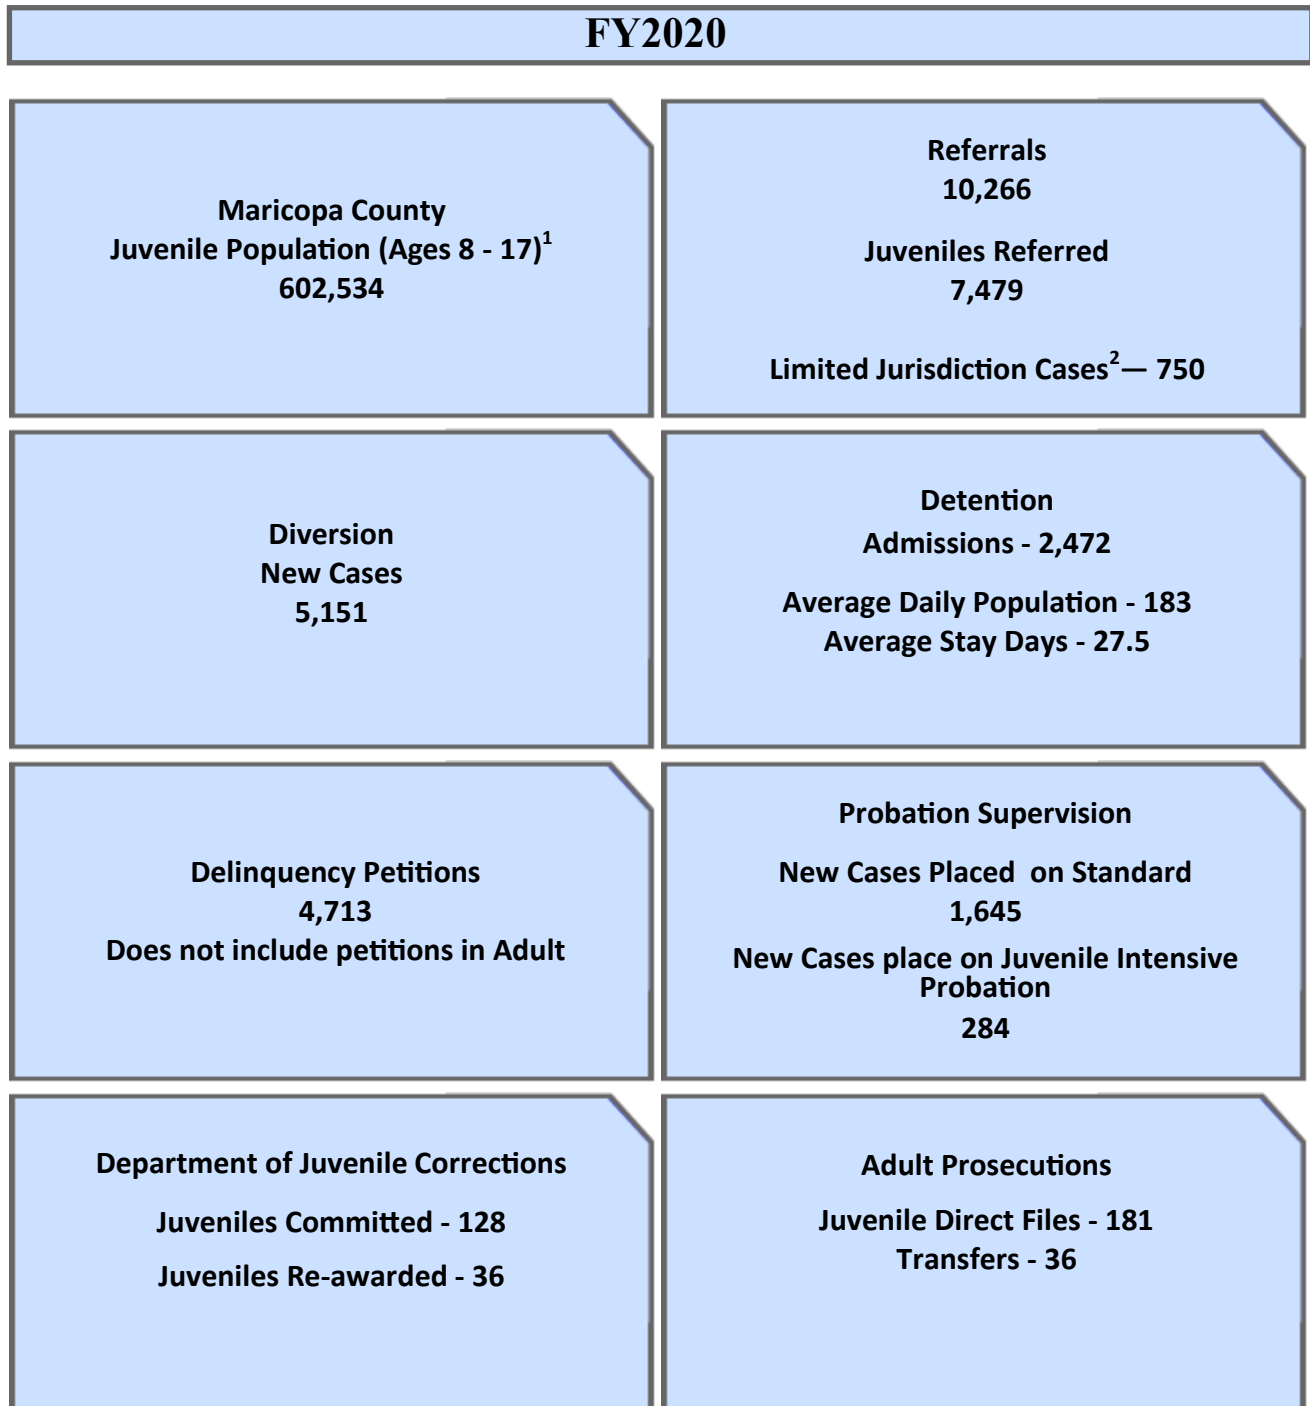 FY2020
Maricopa County
Juvenile Population (Ages 8 - 17)1
602,534
Referrals
10,266
Juveniles Referred
7,479
Limited Jurisdiction Cases2— 750
Diversion
New Cases
5,151
Detention
Admissions - 2,472
Average Daily Population - 183
Average Stay Days - 27.5
Delinquency Petitions
4,713
Does not include petitions in Adult
Probation Supervision
New Cases Placed  on Standard
1,645
New Cases place on Juvenile Intensive
Probation
284
Department of Juvenile Corrections
Juveniles Committed - 128
Juveniles Re-awarded - 36
Adult Prosecutions
Juvenile Direct Files - 181
Transfers - 36